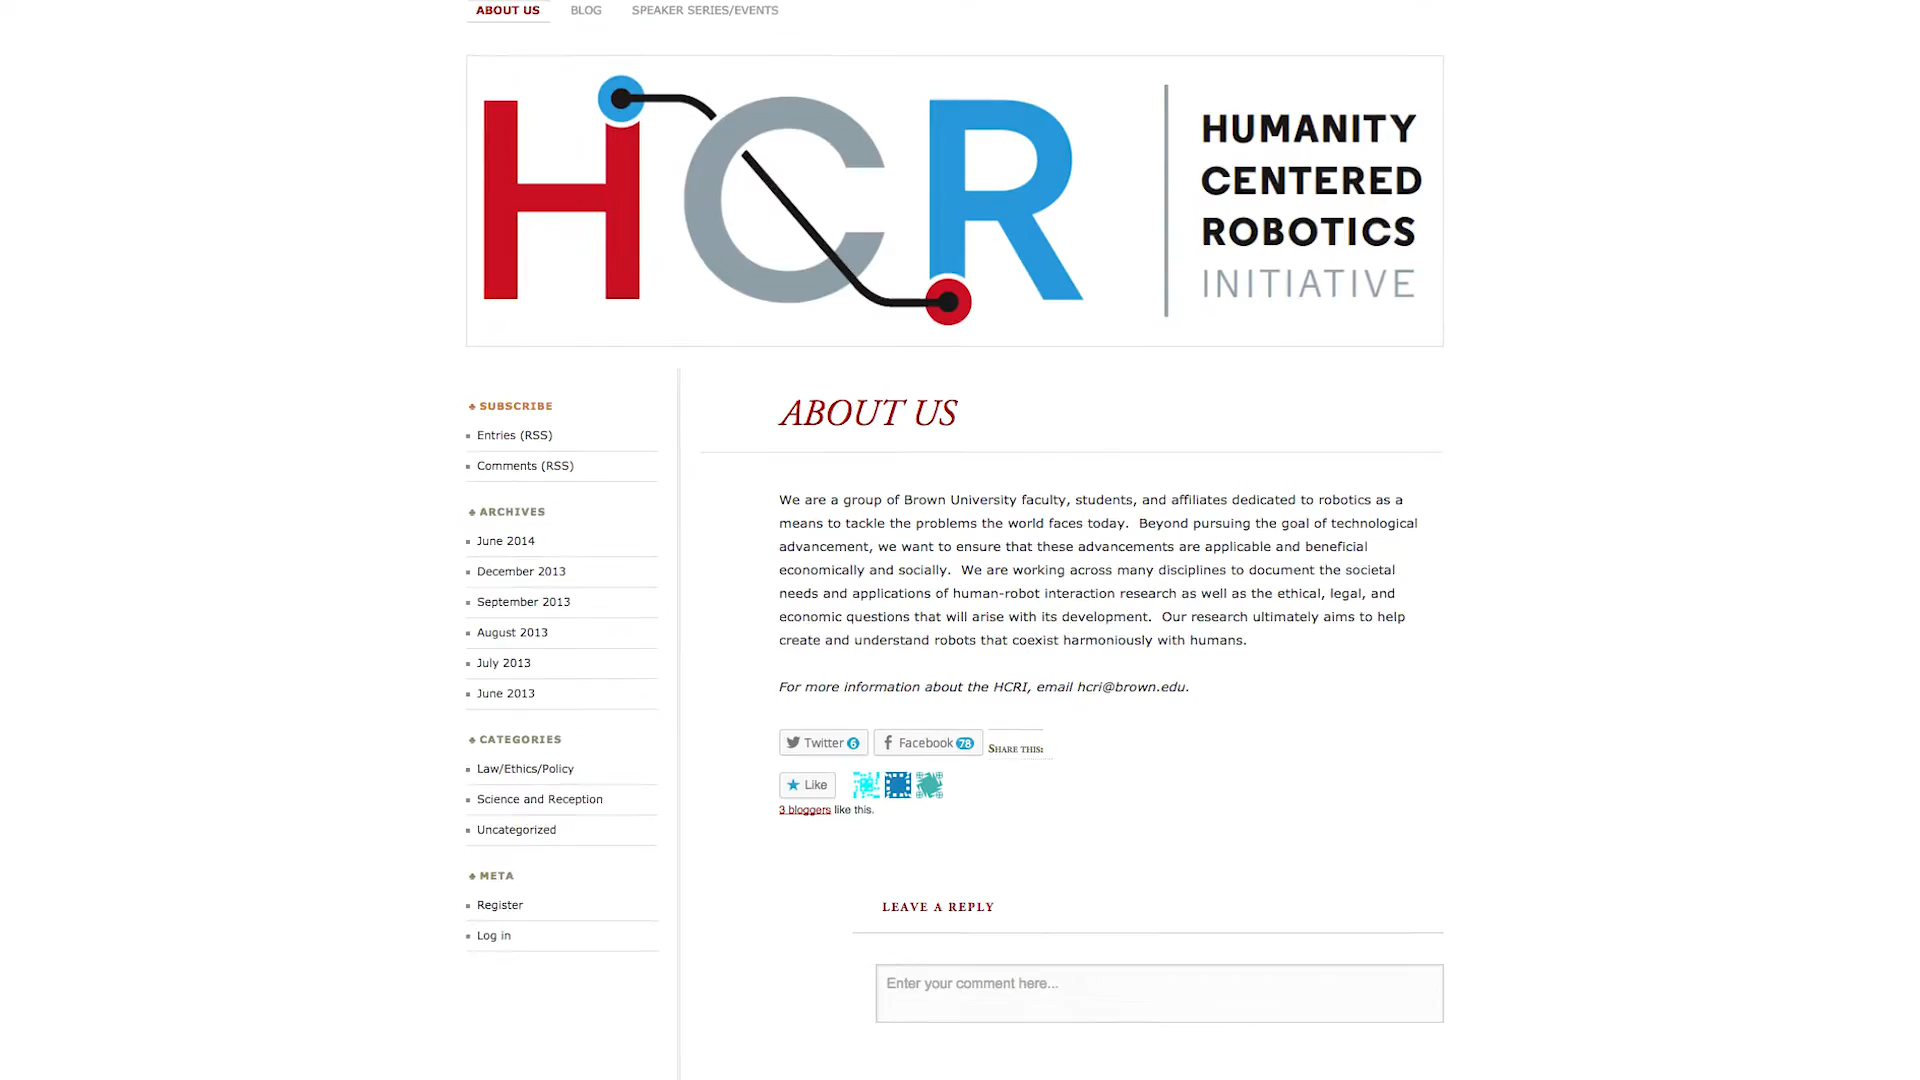 ABOUT US BLOG SPEAKER SERIES/EVENTS
HCR
HUMANITY
CENTERED
ROBOTICS
INITIATIVE
SUBSCRIBE
Entries (RSS)
Comments (RSS)
ARCHIVES
June 2014
December 2013
September 2013
August 2013
July 2013
June 2013
CATEGORIES
Law/Ethics/Policy
Science and Reception
Uncategorized
META
Register
Log in
ABOUT US
We are a group of Brown University faculty, students, and affiliates dedicated to robotics as a
means to tackle the problems the world faces today. Beyond pursuing the goal of technological
advancement, we want to ensure that these advancements are applicable and beneficial
economically and socially. We are working across many disciplines to document the societal
needs and applications of human-robot interaction research as well as the ethical, legal, and
economic questions that will arise with its development. Our research ultimately aims to help
create and understand robots that coexist harmoniously with humans.
For more information about the HCRI, email hcri@brown.edu.
Twitter 6 Facebook 78 SHARE THIS:
Like
3 bloggers like this.
LEAVE A REPLY
Enter your comment here...